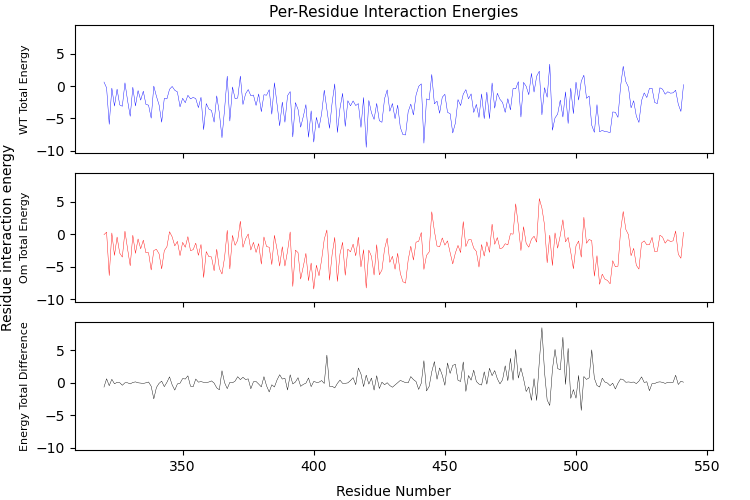 Per-Residue Interaction Energies
Residue interaction energy
WT Total Energy
5
0
−5
−10
Om Total Energy
5
0
−5
−10
Energy Total Difference
5
0
−5
−10
350
400
450
500
550
Residue Number